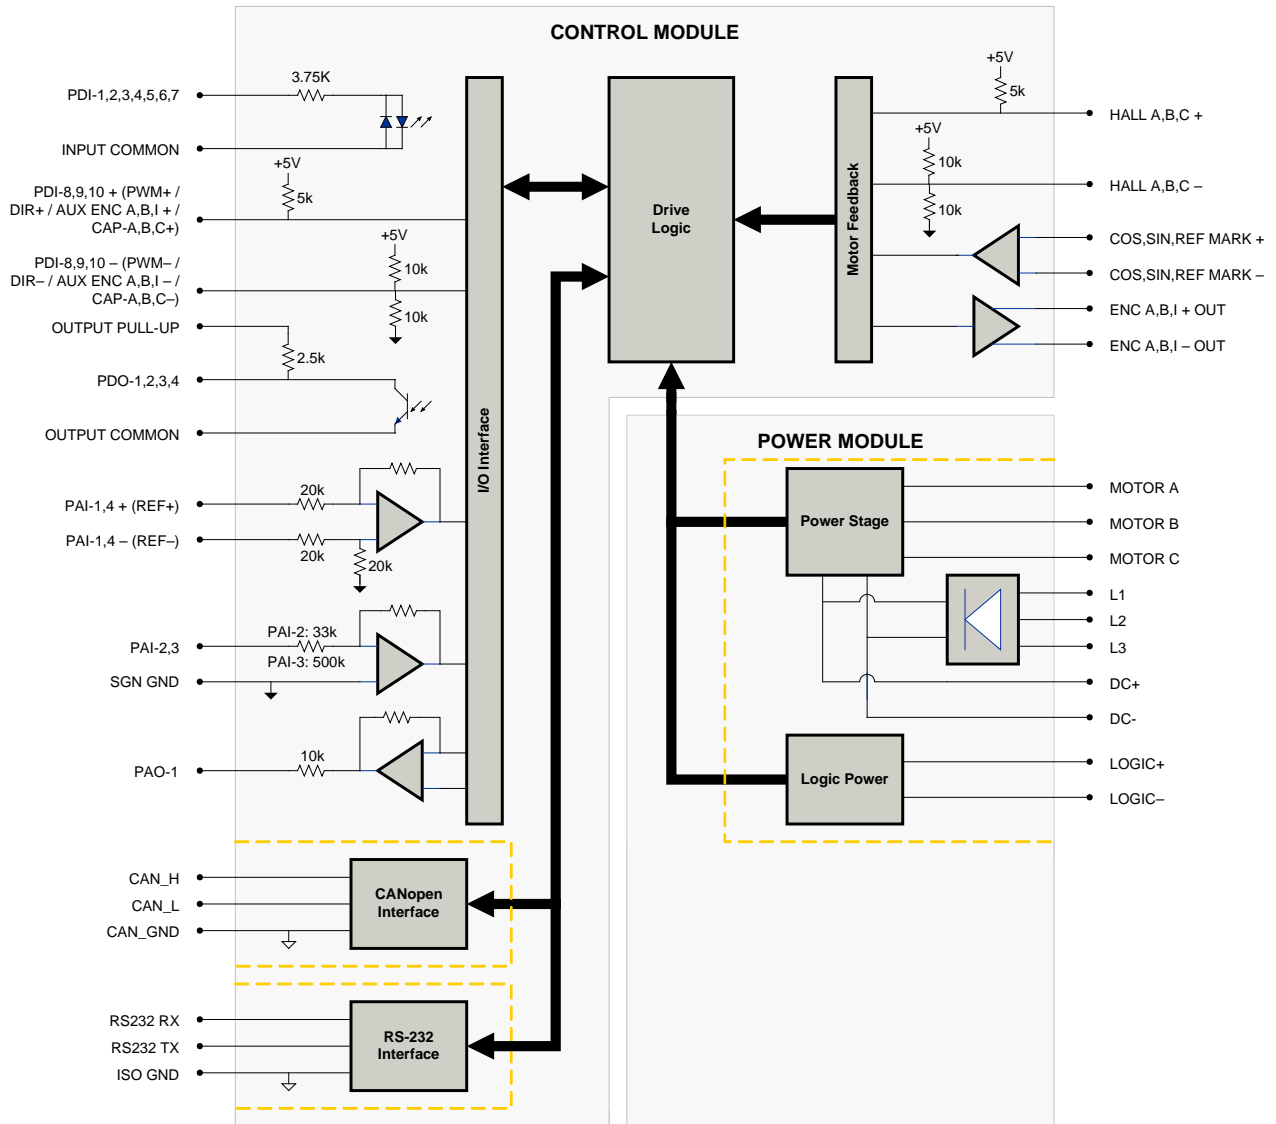 CONTROL MODULE
3.75K
PDI-1,2,3,4,5,6,7
INPUT COMMON
+5V
5k
PDI-8,9,10 + (PWM+ /
DIR+ / AUX ENC A,B,I + /
CAP-A,B,C+)
+5V
10k
10k
PDI-8,9,10 – (PWM– /
DIR– / AUX ENC A,B,I – /
CAP-A,B,C–)
OUTPUT PULL-UP
2.5k
PDO-1,2,3,4
OUTPUT COMMON
20k
PAI-1,4 + (REF+)
PAI-1,4 – (REF–)
20k
20k
PAI-2: 33k
PAI-2,3
PAI-3: 500k
SGN GND
10k
PAO-1
I/O Interface
Drive
Logic
Motor Feedback
+5V
5k
HALL A,B,C +
+5V
10k
HALL A,B,C –
10k
COS,SIN,REF MARK +
COS,SIN,REF MARK –
ENC A,B,I + OUT
ENC A,B,I – OUT
POWER MODULE
Power Stage
MOTOR A
MOTOR B
MOTOR C
L1
L2
L3
DC+
DC-
Logic Power
LOGIC+
LOGIC–
CAN_H
CAN_L
CAN_GND
CANopen
Interface
RS232 RX
RS232 TX
ISO GND
RS-232
Interface